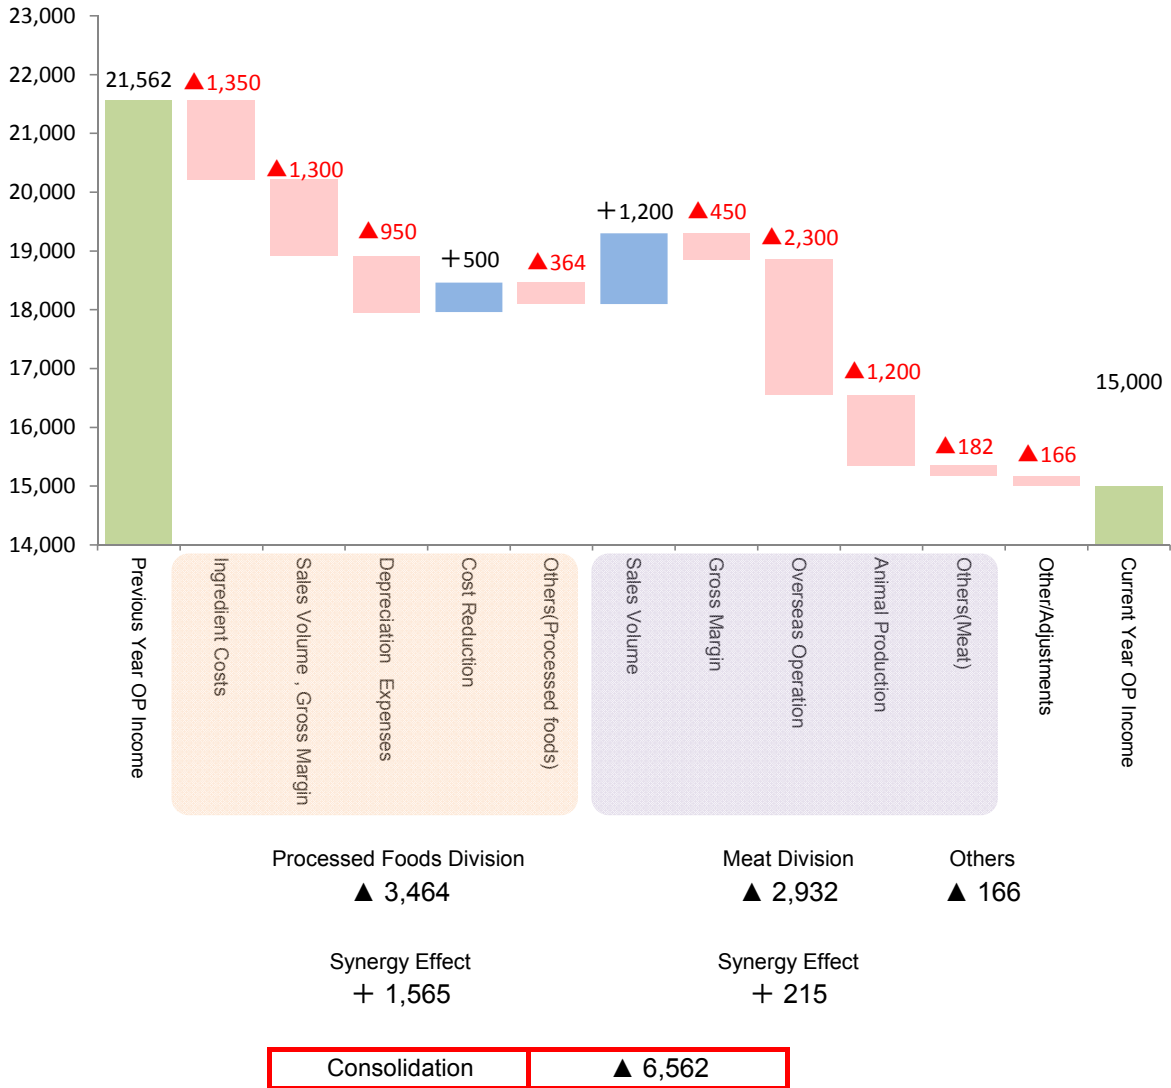 23,000
22,000
21,000
20,000
19,000
18,000
17,000
16,000
15,000
14,000
21,562
▲1,350
▲1,300
▲950
+500
▲364
+1,200
▲450
▲2,300
▲1,200
▲182
▲166
15,000
Previous Year OP Income
Ingredient Costs
Sales Volume , Gross Margin
Depreciation Expenses
Cost Reduction
Others(Processed foods)
Sales Volume
Gross Margin
Overseas Operation
Animal Production
Others(Meat)
Other/Adjustments
Current Year OP Income
Processed Foods Division
▲ 3,464
Meat Division
▲ 2,932
Others
▲ 166
Synergy Effect
+ 1,565
Synergy Effect
+ 215
Consolidation ▲ 6,562